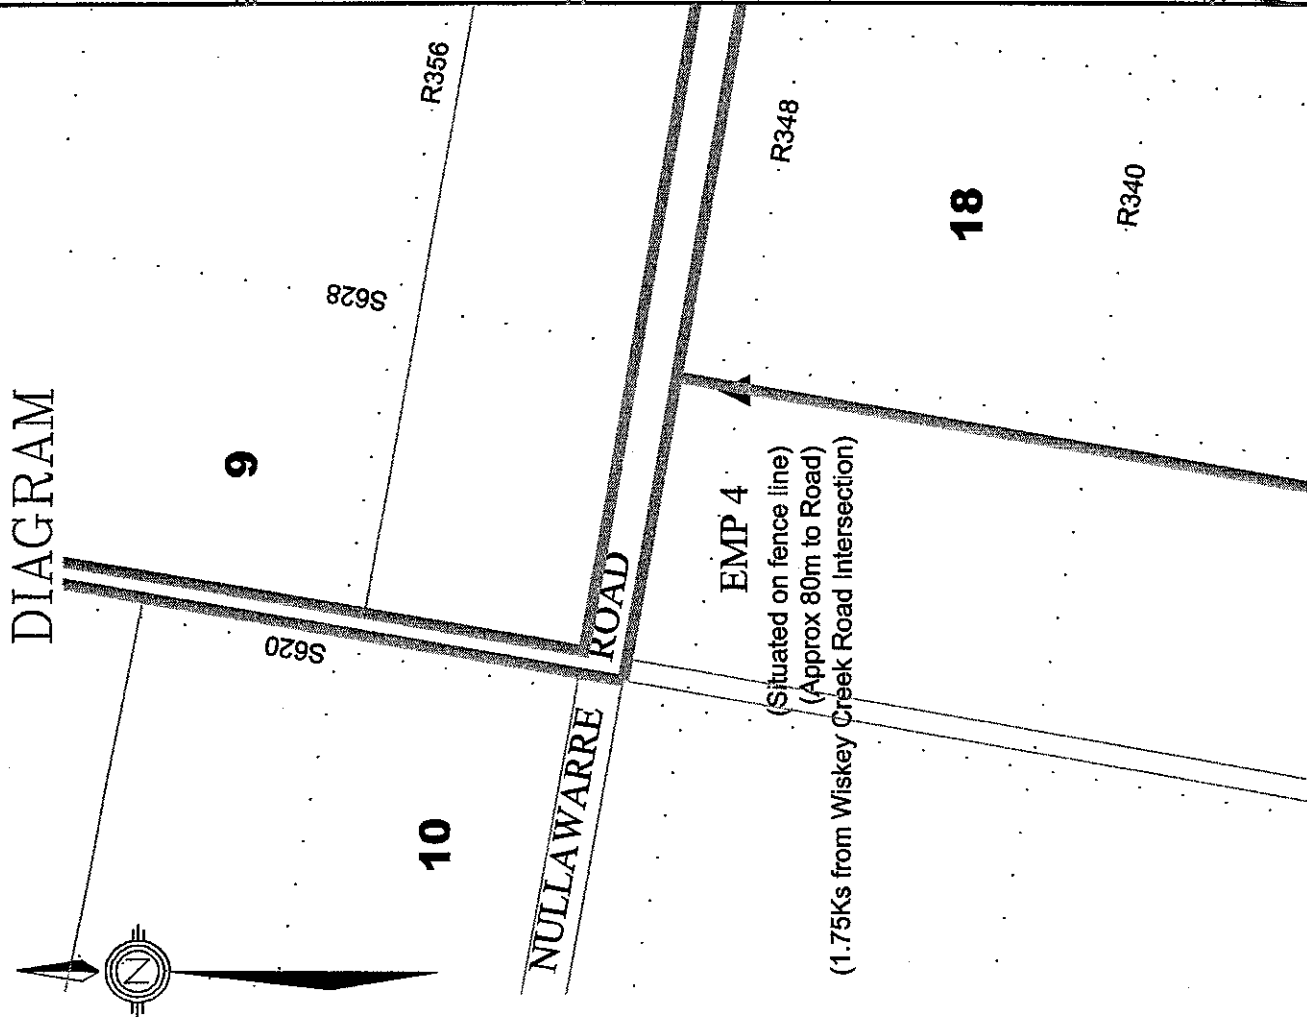 DIAGRAM
R356
R348
18
R340
S628
9
S620
10
NULLAWARRE ROAD
EMP 4
(Situated on fence line)
(Approx 80m to Road)
(1.75Ks from Wiskey Creek Road Intersection)
N